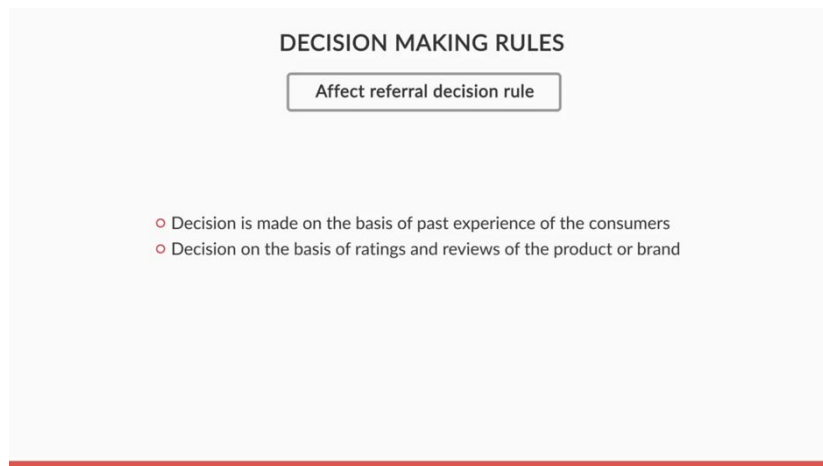 DECISION MAKING RULES
Affect referral decision rule
Decision is made on the basis of past experience of the consumers
Decision on the basis of ratings and reviews of the product or brand